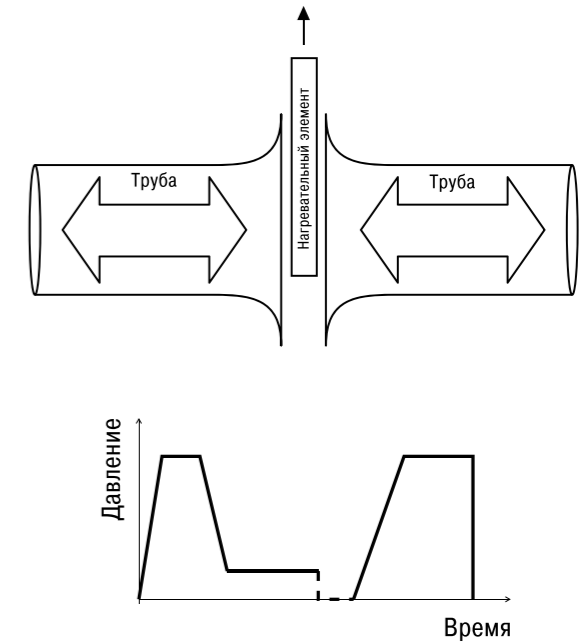 Нагревательный элемент
Труба
Труба
Давление
Время